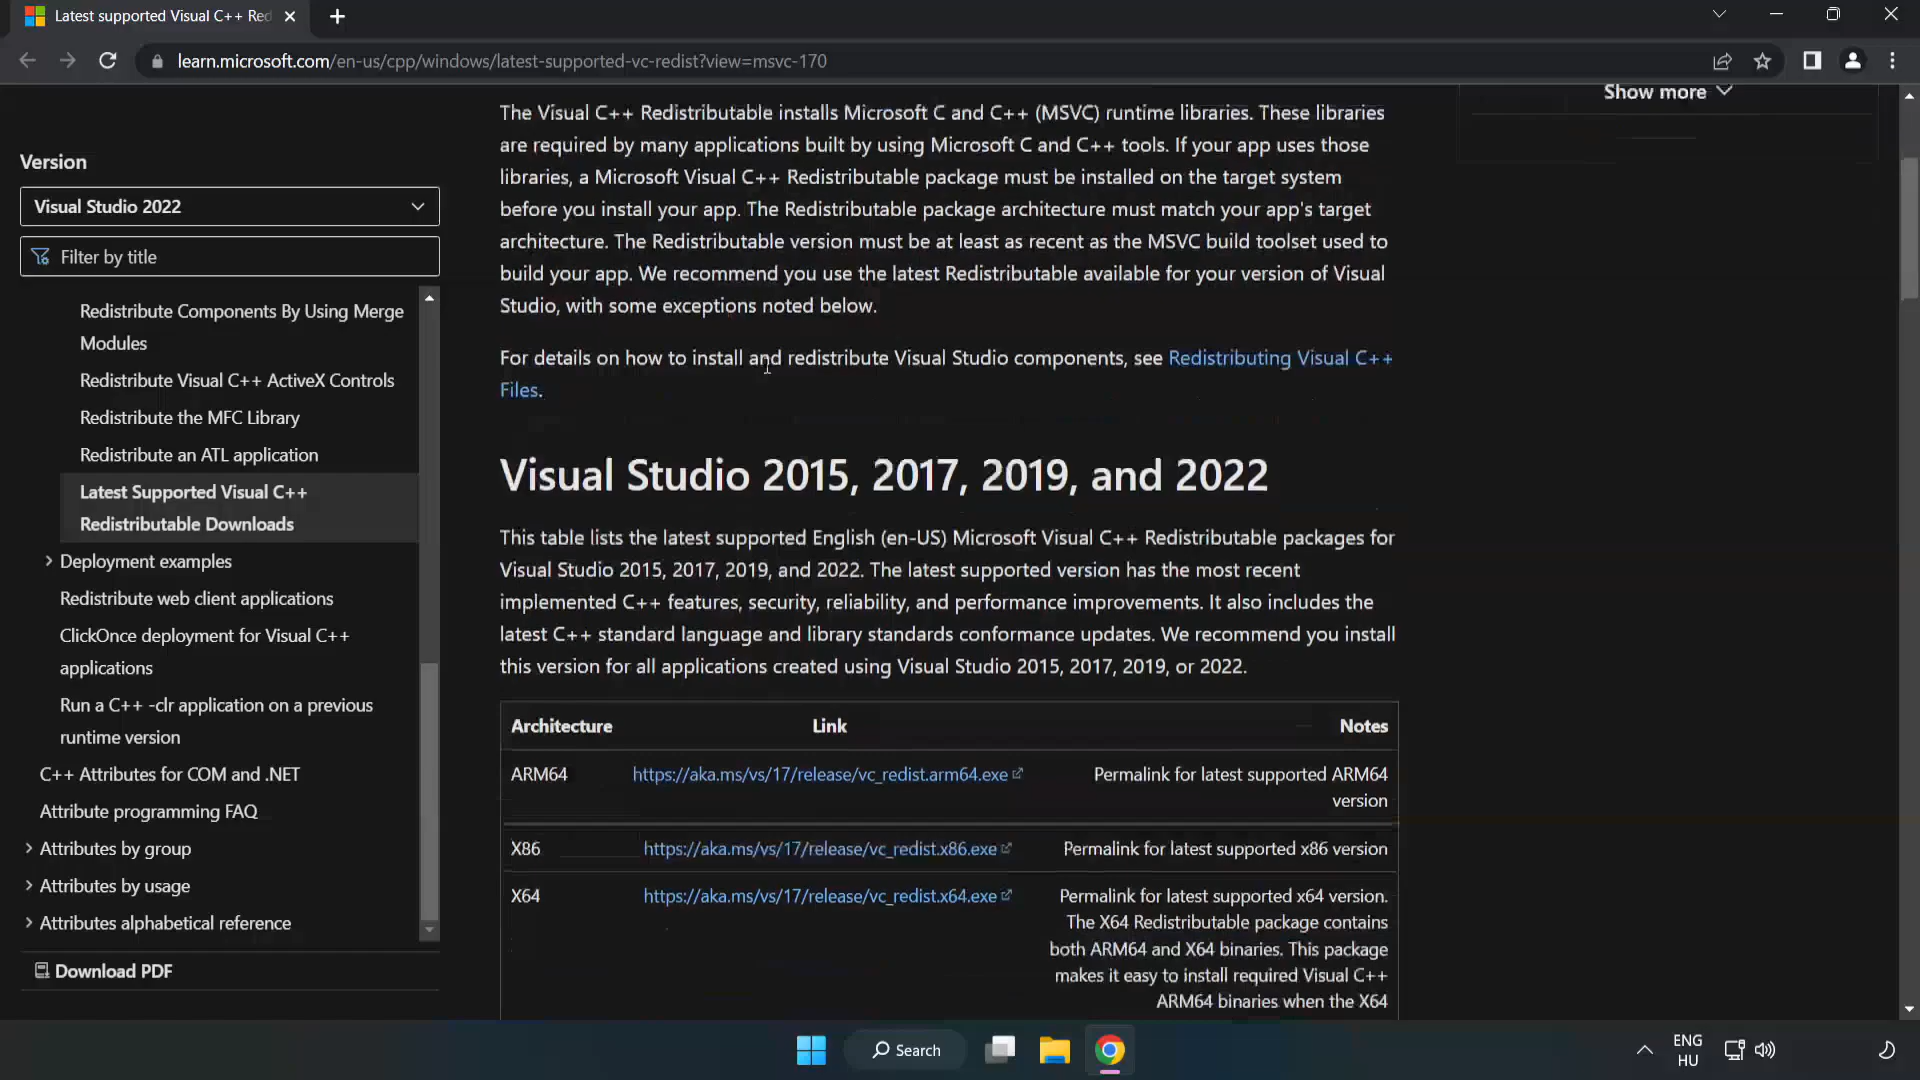 Latest supported Visual C++ Red
learn.microsoft.com/en-us/cpp/windows/latest-supported-vc-redist?view=msvc-170
Show more
Version
Visual Studio 2022
Filter by title
Redistribute Components By Using Merge
Modules
Redistribute Visual C++ ActiveX Controls
Redistribute the MFC Library
Redistribute an ATL application
Latest Supported Visual C++
Redistributable Downloads
Deployment examples
Redistribute web client applications
ClickOnce deployment for Visual C++
applications
Run a C++ -clr application on a previous
runtime version
C++ Attributes for COM and .NET
Attribute programming FAQ
Attributes by group
Attributes by usage
Attributes alphabetical reference
Download PDF
The Visual C++ Redistributable installs Microsoft C and C++ (MSVC) runtime libraries. These libraries
are required by many applications built by using Microsoft C and C++ tools. If your app uses those
libraries, a Microsoft Visual C++ Redistributable package must be installed on the target system
before you install your app. The Redistributable package architecture must match your app's target
architecture. The Redistributable version must be at least as recent as the MSVC build toolset used to
build your app. We recommend you use the latest Redistributable available for your version of Visual
Studio, with some exceptions noted below.
For details on how to install and redistribute Visual Studio components, see Redistributing Visual C++
Files.
Visual Studio 2015, 2017, 2019, and 2022
This table lists the latest supported English (en-US) Microsoft Visual C++ Redistributable packages for
Visual Studio 2015, 2017, 2019, and 2022. The latest supported version has the most recent
implemented C++ features, security, reliability, and performance improvements. It also includes the
latest C++ standard language and library standards conformance updates. We recommend you install
this version for all applications created using Visual Studio 2015, 2017, 2019, or 2022.
Architecture Link Notes
ARM64 https://aka.ms/vs/17/release/vc_redist.arm64.exe Permalink for latest supported ARM64
version
X86 https://aka.ms/vs/17/release/vc_redist.x86.exe Permalink for latest supported x86 version
X64 https://aka.ms/vs/17/release/vc_redist.x64.exe Permalink for latest supported x64 version.
The X64 Redistributable package contains
both ARM64 and X64 binaries. This package
makes it easy to install required Visual C++
ARM64 binaries when the X64
Search
ENG
HU